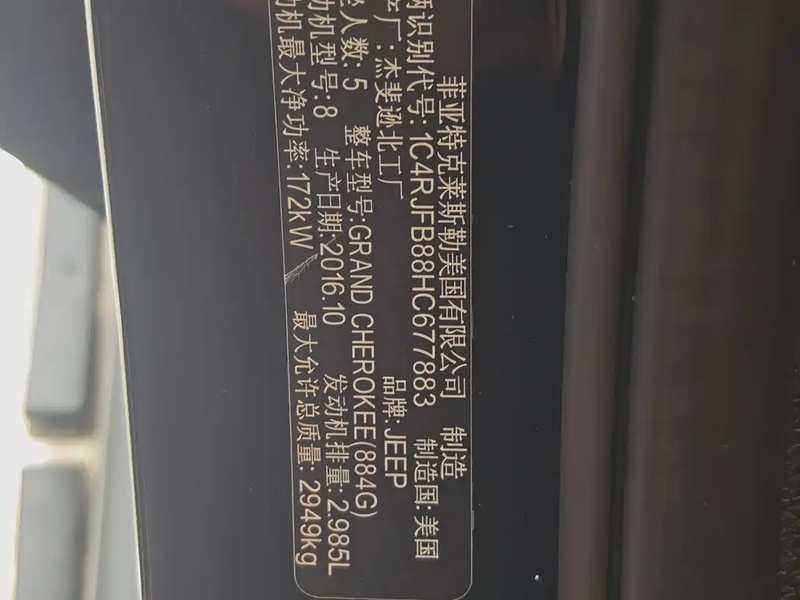 菲亚特克莱斯勒美国有限公司 制造
辆识别代号: 1C4RJFB88HC677883 制造国: 美国
产厂: 杰斐逊北工厂 品牌: JEEP
坐人数: 5 整车型号:GRAND CHEROKEE(884G)
动机型号: 8 生产日期: 2016.10 发动机排量: 2.985L
动机最大净功率: 172kW 最大允许总质量: 2949kg